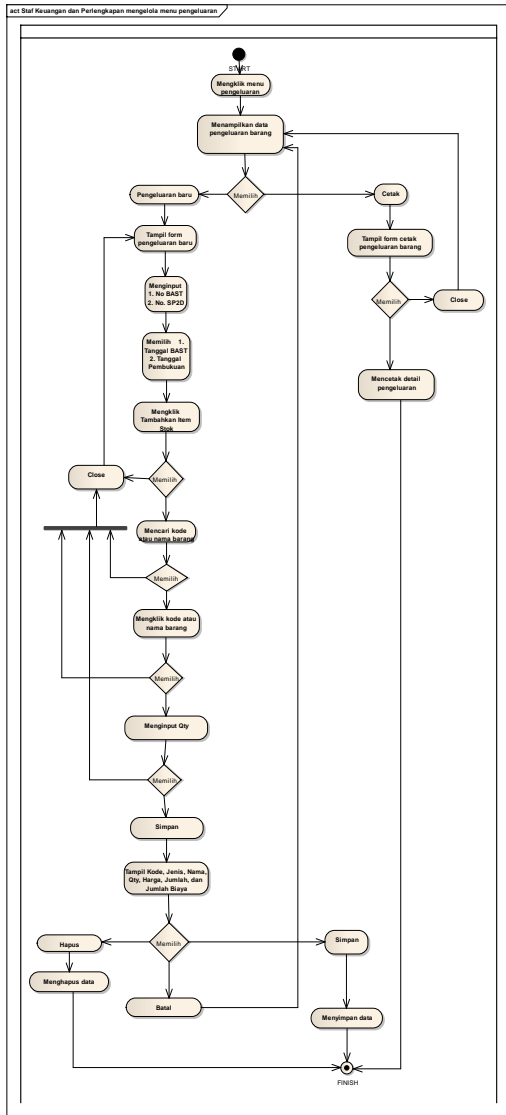 act Staf Keuangan dan Perlengkapan mengelola menu pengeluaran
START
Mengklik menu
pengeluaran
Menampilkan data
pengeluaran barang
Pengeluaran baru
Memilih
Cetak
Tampil form
pengeluaran baru
Tampil form cetak
pengeluaran barang
Menginput
1. No BAST
2. No. SP2D
Memilih
Close
Memilih 1.
Tanggal BAST
2. Tanggal
Pembukuan
Mencetak detail
pengeluaran
Mengklik
Tambahkan Item
Stok
Close
Memilih
Mencari kode
atau nama barang
Memilih
Mengklik kode atau
nama barang
Memilih
Menginput Qty
Memilih
Simpan
Tampil Kode, Jenis, Nama,
Qty, Harga, Jumlah, dan
Jumlah Biaya
Hapus
Memilih
Simpan
Menghapus data
Batal
Menyimpan data
FINISH